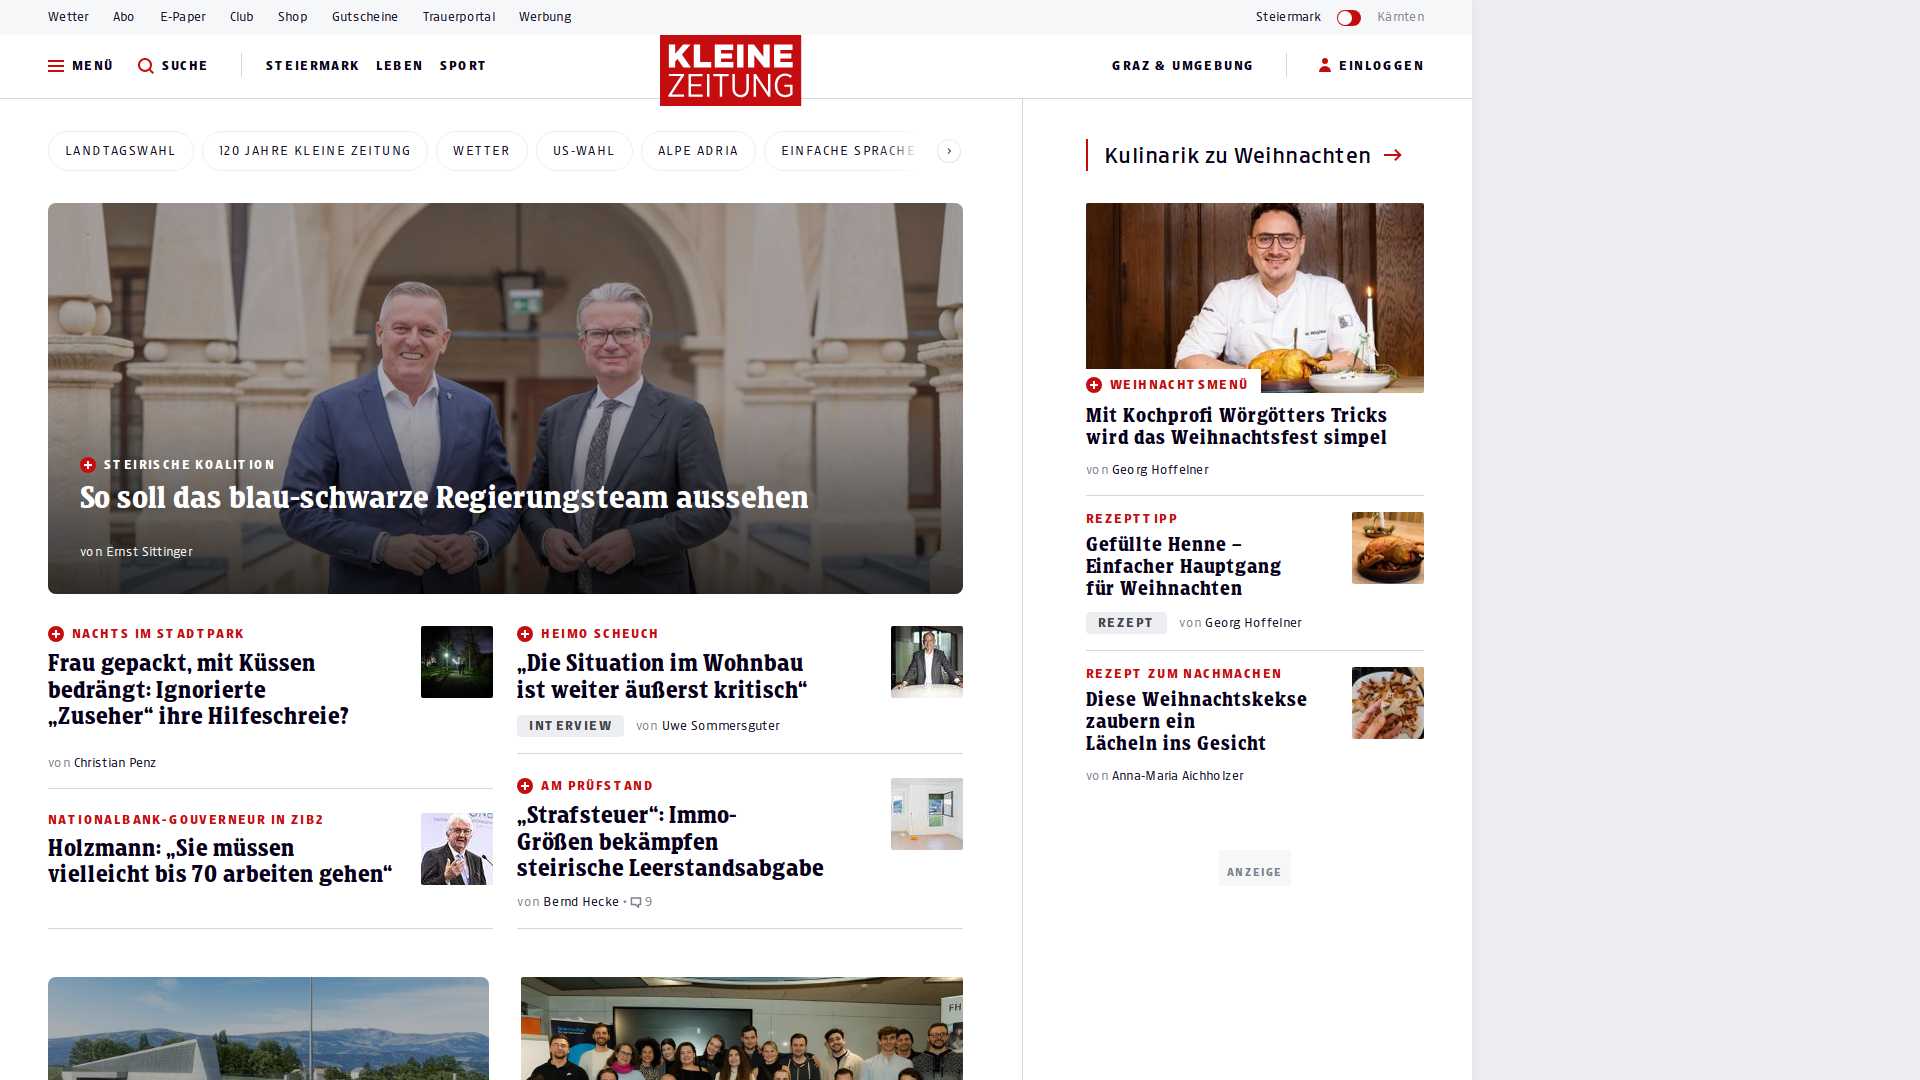 Wetter Abo E-Paper Club Shop Gutscheine Trauerportal Werbung Steiermark Kärnten
MENÜ SUCHE STEIERMARK LEBEN SPORT KLEINE ZEITUNG GRAZ & UMGEBUNG EINLOGGEN
LANDTAGSWAHL 120 JAHRE KLEINE ZEITUNG WETTER US-WAHL ALPE ADRIA EINFACHE SPRACHE
STEIRISCHE KOALITION
So soll das blau-schwarze Regierungsteam aussehen
von Ernst Sittinger
NACHTS IM STADTPARK
Frau gepackt, mit Küssen
bedrängt: Ignorierte
„Zuseher“ ihre Hilfeschreie?
von Christian Penz
NATIONALBANK-GOUVERNEUR IN ZIB2
Holzmann: „Sie müssen
vielleicht bis 70 arbeiten gehen“
HEIMO SCHEUCH
„Die Situation im Wohnbau
ist weiter äußerst kritisch“
INTERVIEW von Uwe Sommersguter
AM PRÜFSTAND
„Strafsteuer“: Immo-
Größen bekämpfen
steirische Leerstandsabgabe
von Bernd Hecke • 9
FH
Kulinarik zu Weihnachten
WEIHNACHTSMENÜ
Mit Kochprofi Wörgötters Tricks
wird das Weihnachtsfest simpel
von Georg Hoffelner
REZEPTTIPP
Gefüllte Henne –
Einfacher Hauptgang
für Weihnachten
REZEPT von Georg Hoffelner
REZEPT ZUM NACHMACHEN
Diese Weihnachtskekse
zaubern ein
Lächeln ins Gesicht
von Anna-Maria Aichholzer
ANZEIGE